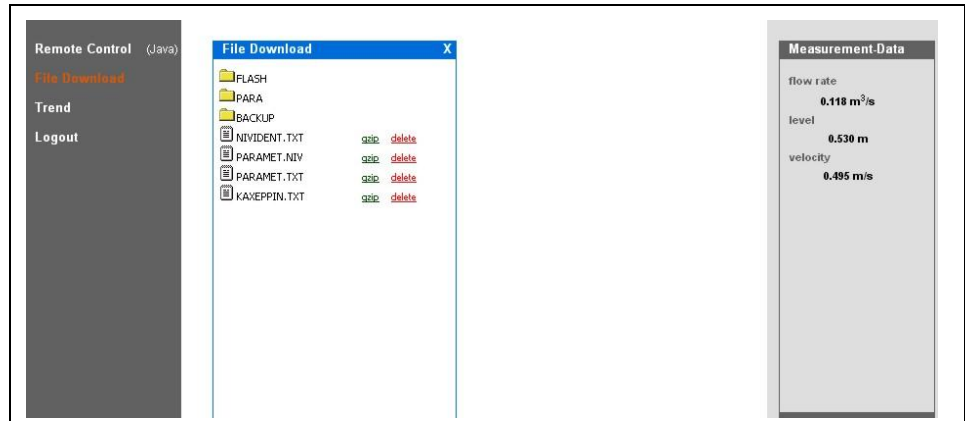 Remote Control (Java)
File Download
Trend
Logout
File Download X
FLASH
PARA
BACKUP
NIVIDENT.TXT gzip delete
PARAMET.NIV gzip delete
PARAMET.TXT gzip delete
KAXEPPIN.TXT gzip delete
Measurement-Data
flow rate
0.118 m³/s
level
0.530 m
velocity
0.495 m/s